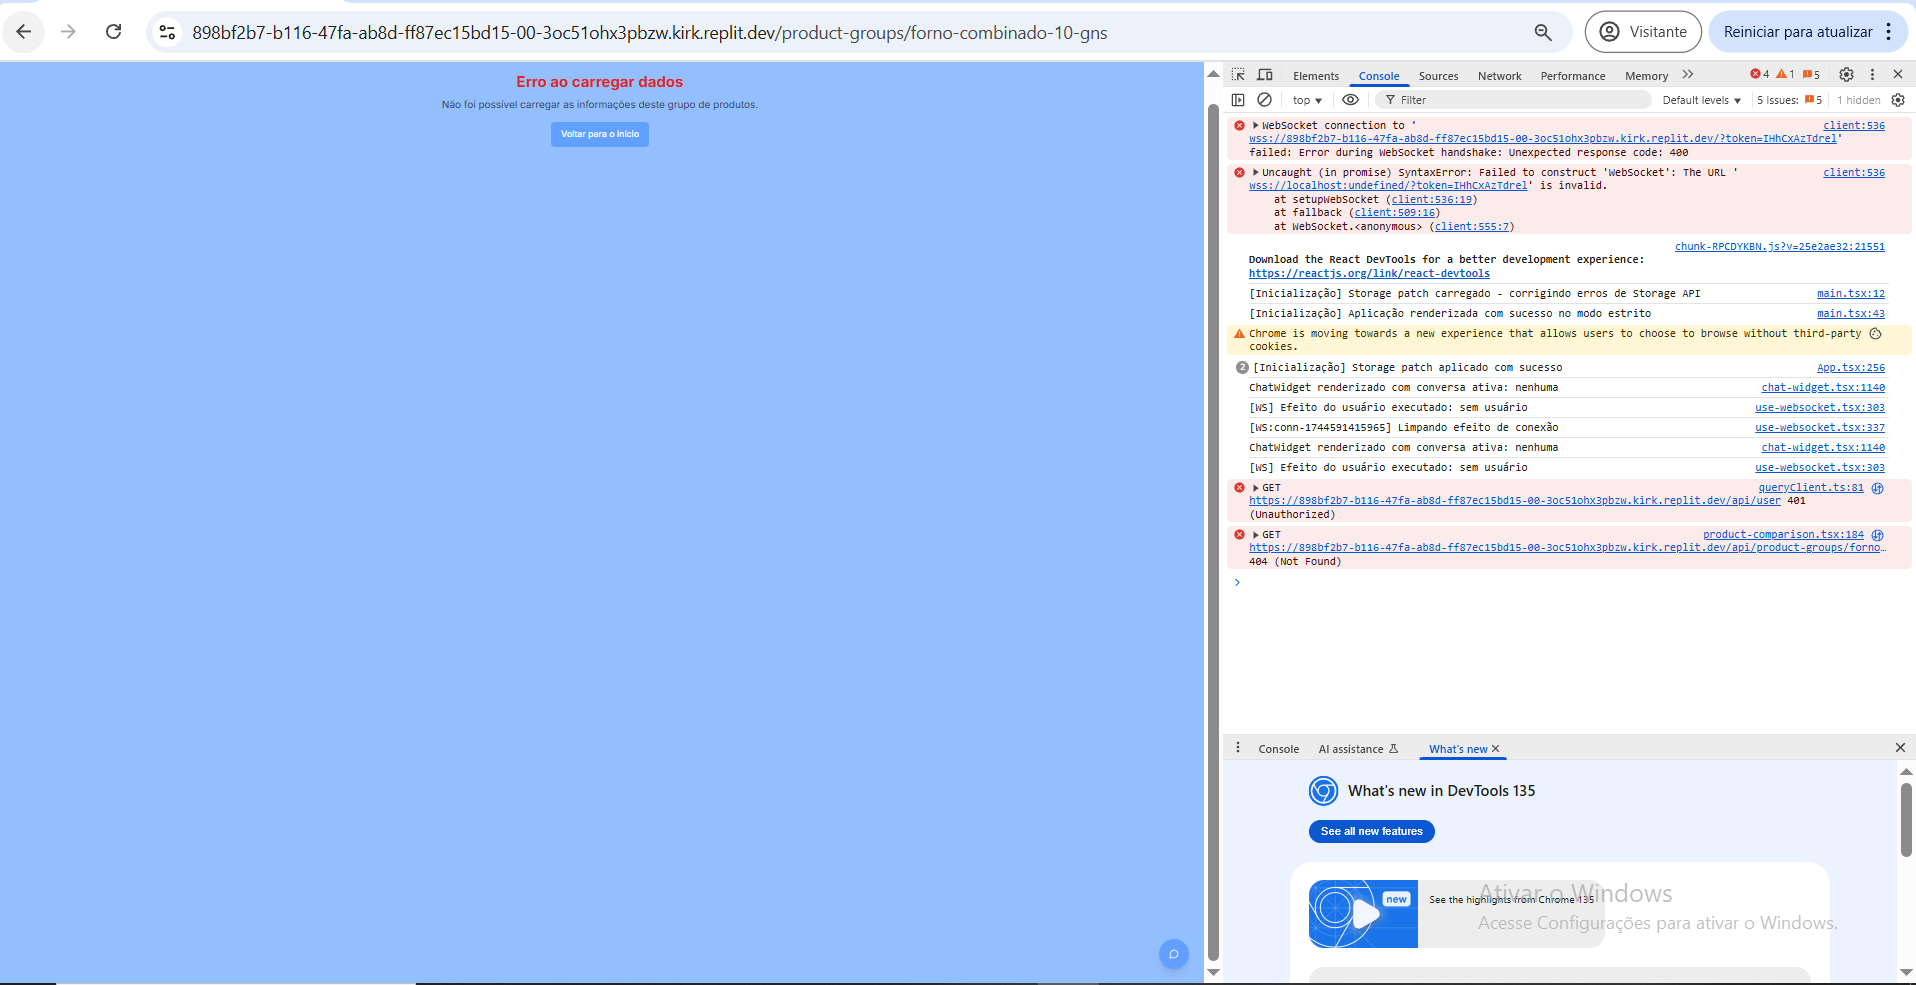 898bf2b7-b116-47fa-ab8d-ff87ec15bd15-00-3oc51ohx3pbzw.kirk.replit.dev/product-groups/forno-combinado-10-gns
Visitante
Reiniciar para atualizar
Erro ao carregar dados
Não foi possível carregar as informações deste grupo de produtos.
Voltar para o início
Elements Console Sources Network Performance Memory 4 1 5
top Filter Default levels 5 Issues: 5 1 hidden
WebSocket connection to ' client:536
wss://898bf2b7-b116-47fa-ab8d-ff87ec15bd15-00-3oc51ohx3pbzw.kirk.replit.dev/?token=IHhCxAzTdrel'
failed: Error during WebSocket handshake: Unexpected response code: 400
Uncaught (in promise) SyntaxError: Failed to construct 'WebSocket': The URL ' client:536
wss://localhost:undefined/?token=IHhCxAzTdrel' is invalid.
at setupWebSocket (client:536:19)
at fallback (client:509:16)
at WebSocket.<anonymous> (client:555:7)
chunk-RPCDYKBN.js?v=25e2ae32:21551
Download the React DevTools for a better development experience:
https://reactjs.org/link/react-devtools
[Inicialização] Storage patch carregado - corrigindo erros de Storage API main.tsx:12
[Inicialização] Aplicação renderizada com sucesso no modo estrito main.tsx:43
Chrome is moving towards a new experience that allows users to choose to browse without third-party
cookies.
2 [Inicialização] Storage patch aplicado com sucesso App.tsx:256
ChatWidget renderizado com conversa ativa: nenhuma chat-widget.tsx:1140
[WS] Efeito do usuário executado: sem usuário use-websocket.tsx:303
[WS:conn-1744591415965] Limpando efeito de conexão use-websocket.tsx:337
ChatWidget renderizado com conversa ativa: nenhuma chat-widget.tsx:1140
[WS] Efeito do usuário executado: sem usuário use-websocket.tsx:303
GET queryClient.ts:81
https://898bf2b7-b116-47fa-ab8d-ff87ec15bd15-00-3oc51ohx3pbzw.kirk.replit.dev/api/user 401
(Unauthorized)
GET product-comparison.tsx:184
https://898bf2b7-b116-47fa-ab8d-ff87ec15bd15-00-3oc51ohx3pbzw.kirk.replit.dev/api/product-groups/forno…
404 (Not Found)
Console AI assistance What's new
What's new in DevTools 135
See all new features
new
See the highlights from Chrome 135
Ativar o Windows
Acesse Configurações para ativar o Windows.